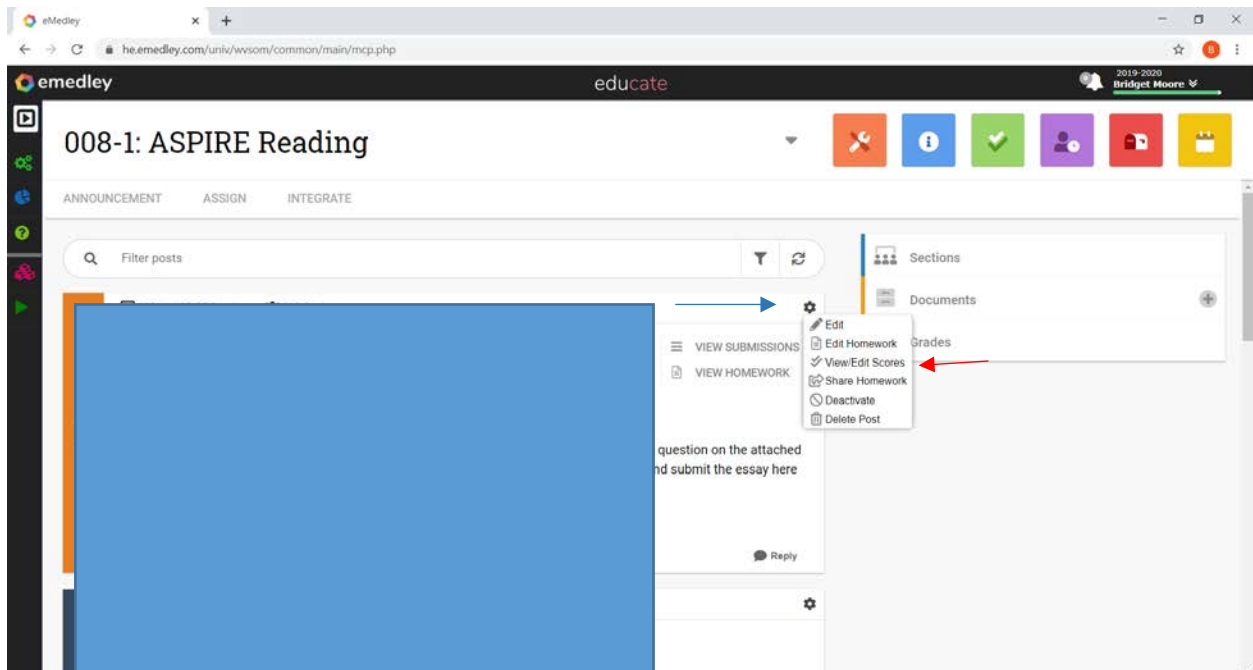 eMedley
he.emedley.com/univ/wvsom/common/main/mcp.php
B
emedley
educate
2019-2020
Bridget Moore
008-1: ASPIRE Reading
ANNOUNCEMENT ASSIGN INTEGRATE
Filter posts
Sections
Documents
Grades
Edit
Edit Homework
View/Edit Scores
Share Homework
Deactivate
Delete Post
VIEW SUBMISSIONS
VIEW HOMEWORK
question on the attached
nd submit the essay here
Reply